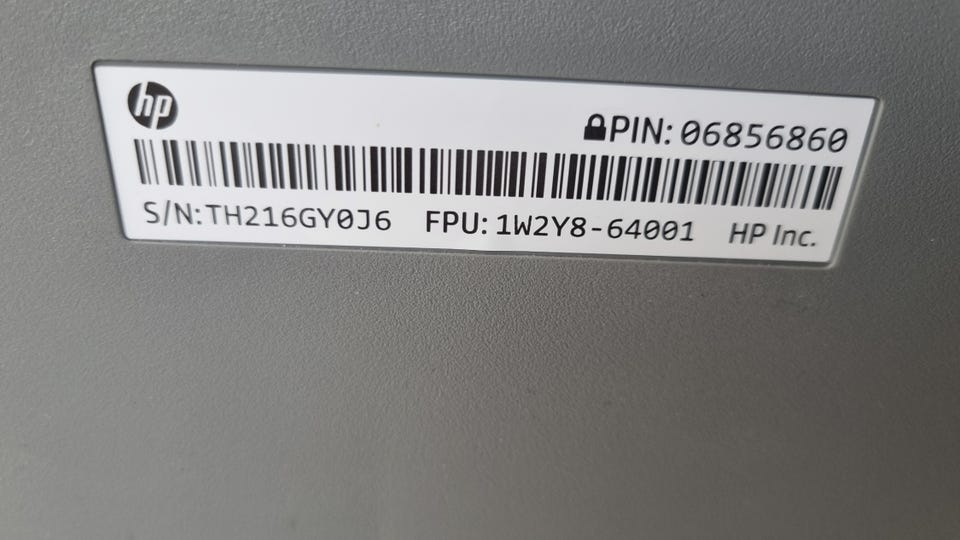 hp
PIN: 06856860
S/N:TH216GY0J6 FPU: 1W2Y8-64001 HP Inc.